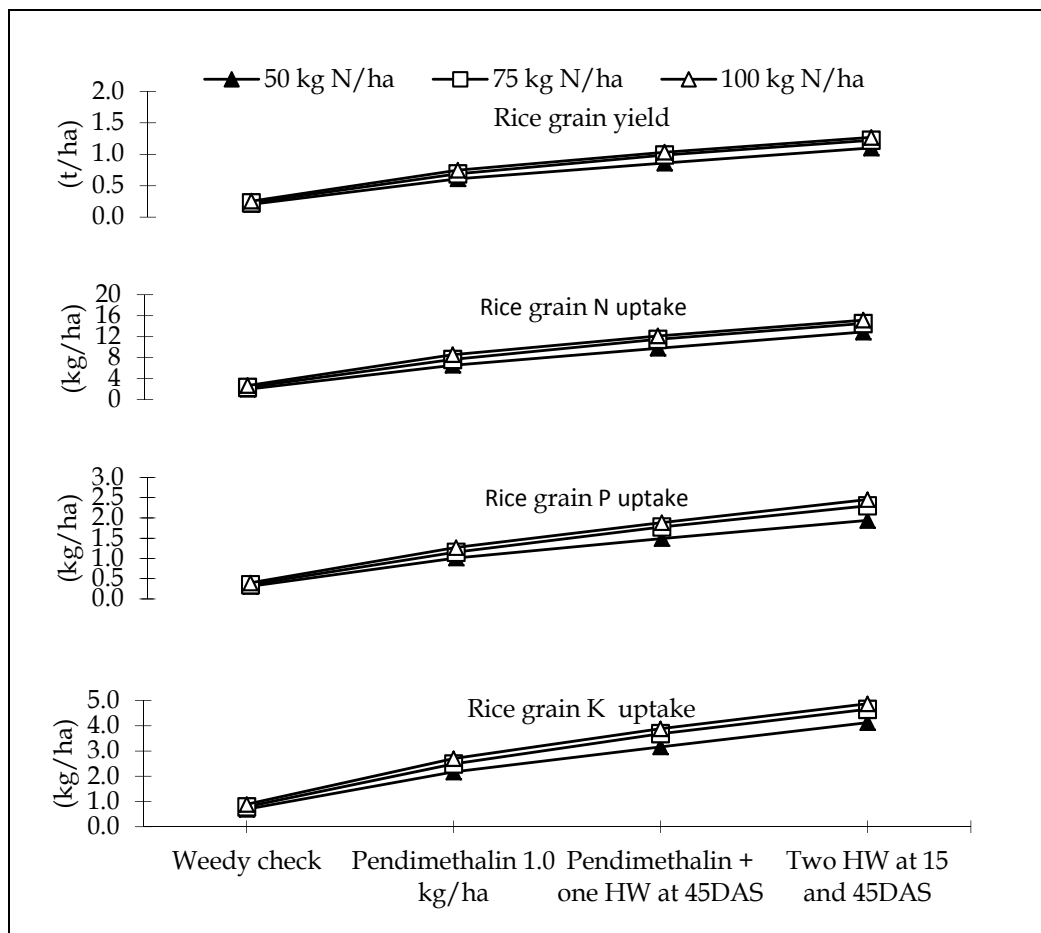 50 kg N/ha 75 kg N/ha 100 kg N/ha
Rice grain yield
(t/ha)
2.0
1.5
1.0
0.5
0.0
Rice grain N uptake
(kg/ha)
20
16
12
8
4
0
Rice grain P uptake
(kg/ha)
3.0
2.5
2.0
1.5
1.0
0.5
0.0
Rice grain K uptake
(kg/ha)
5.0
4.0
3.0
2.0
1.0
0.0
Weedy check
Pendimethalin 1.0
kg/ha
Pendimethalin +
one HW at 45DAS
Two HW at 15
and 45DAS